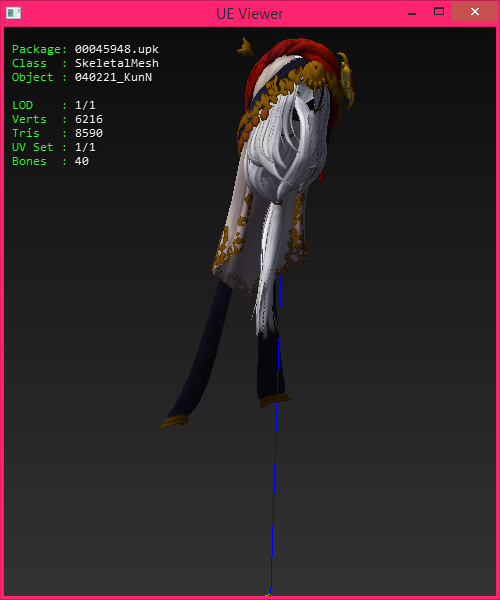 UE Viewer
Package: 00045948.upk
Class  : SkeletalMesh
Object : 040221_KunN
LOD    : 1/1
Verts  : 6216
Tris   : 8590
UV Set : 1/1
Bones  : 40